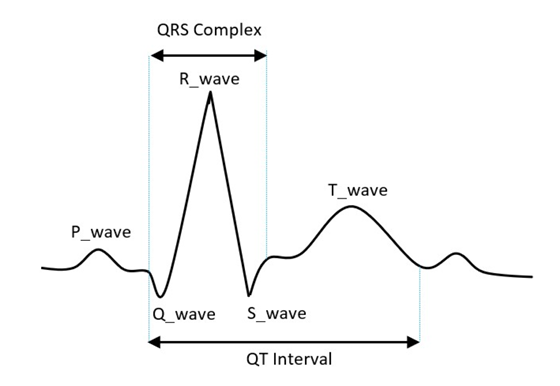 QRS Complex
R_wave
T_wave
P_wave
Q_wave
S_wave
QT Interval